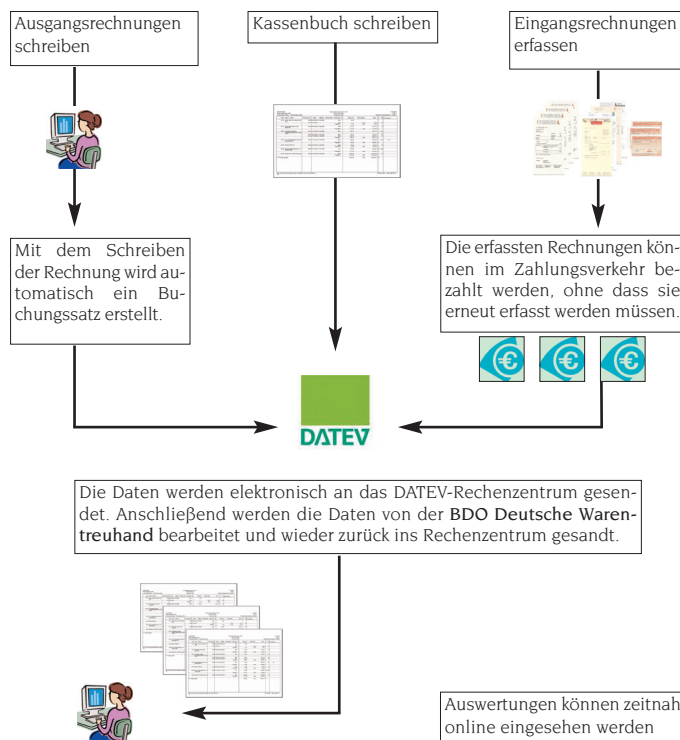 Ausgangsrechnungen
schreiben
Kassenbuch schreiben
Eingangsrechnungen
erfassen
Mit dem Schreiben
der Rechnung wird au-
tomatisch ein Bu-
chungssatz erstellt.
Die erfassten Rechnungen kön-
nen im Zahlungsverkehr be-
zahlt werden, ohne dass sie
erneut erfasst werden müssen.
€ € €
DATEV
Die Daten werden elektronisch an das DATEV-Rechenzentrum gesen-
det. Anschließend werden die Daten von der BDO Deutsche Waren-
treuhand bearbeitet und wieder zurück ins Rechenzentrum gesandt.
Auswertungen können zeitnah
online eingesehen werden